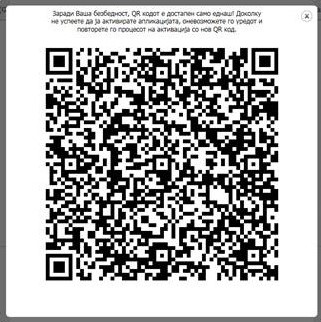 Заради Ваша безбедност, QR кодот е достапен само еднаш! Доколку
не успеете да ја активирате апликацијата, оневозможете го уредот и
повторете го процесот на активација со нов QR код.